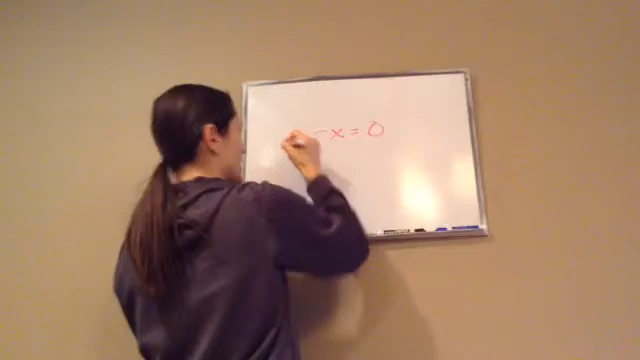 x = 0